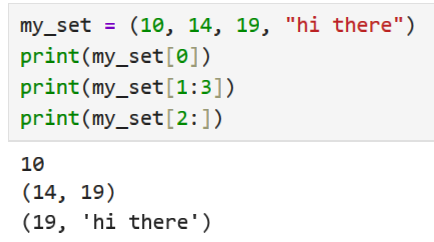 my_set = (10, 14, 19, "hi there")
print(my_set[0])
print(my_set[1:3])
print(my_set[2:])
10
(14, 19)
(19, 'hi there')